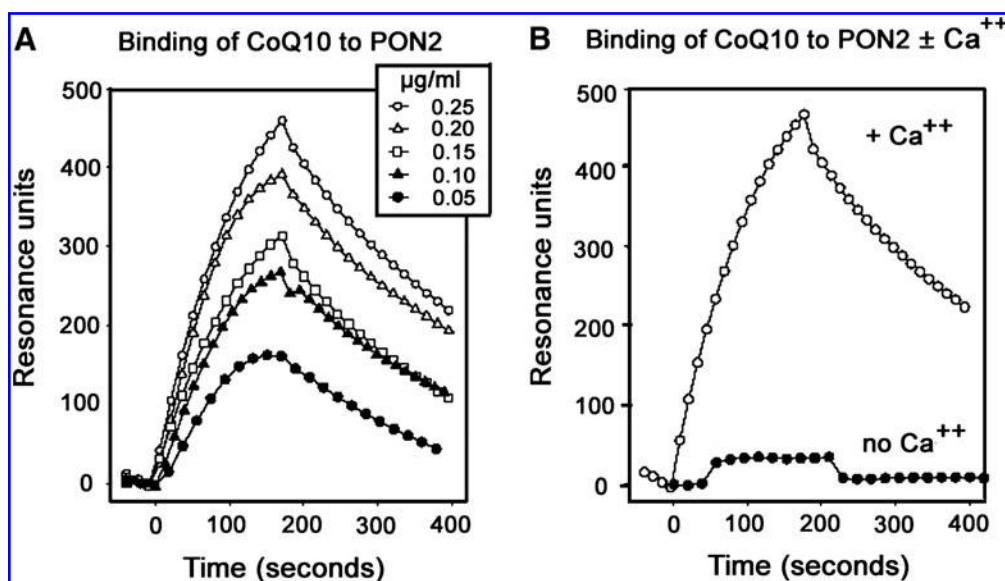 A
Binding of CoQ10 to PON2
µg/ml
0.25
0.20
0.15
0.10
0.05
500
400
300
200
100
0
Resonance units
0 100 200 300 400
Time (seconds)
B
Binding of CoQ10 to PON2 ± Ca++
500
400
300
200
100
0
Resonance units
+ Ca++
no Ca++
0 100 200 300 400
Time (seconds)